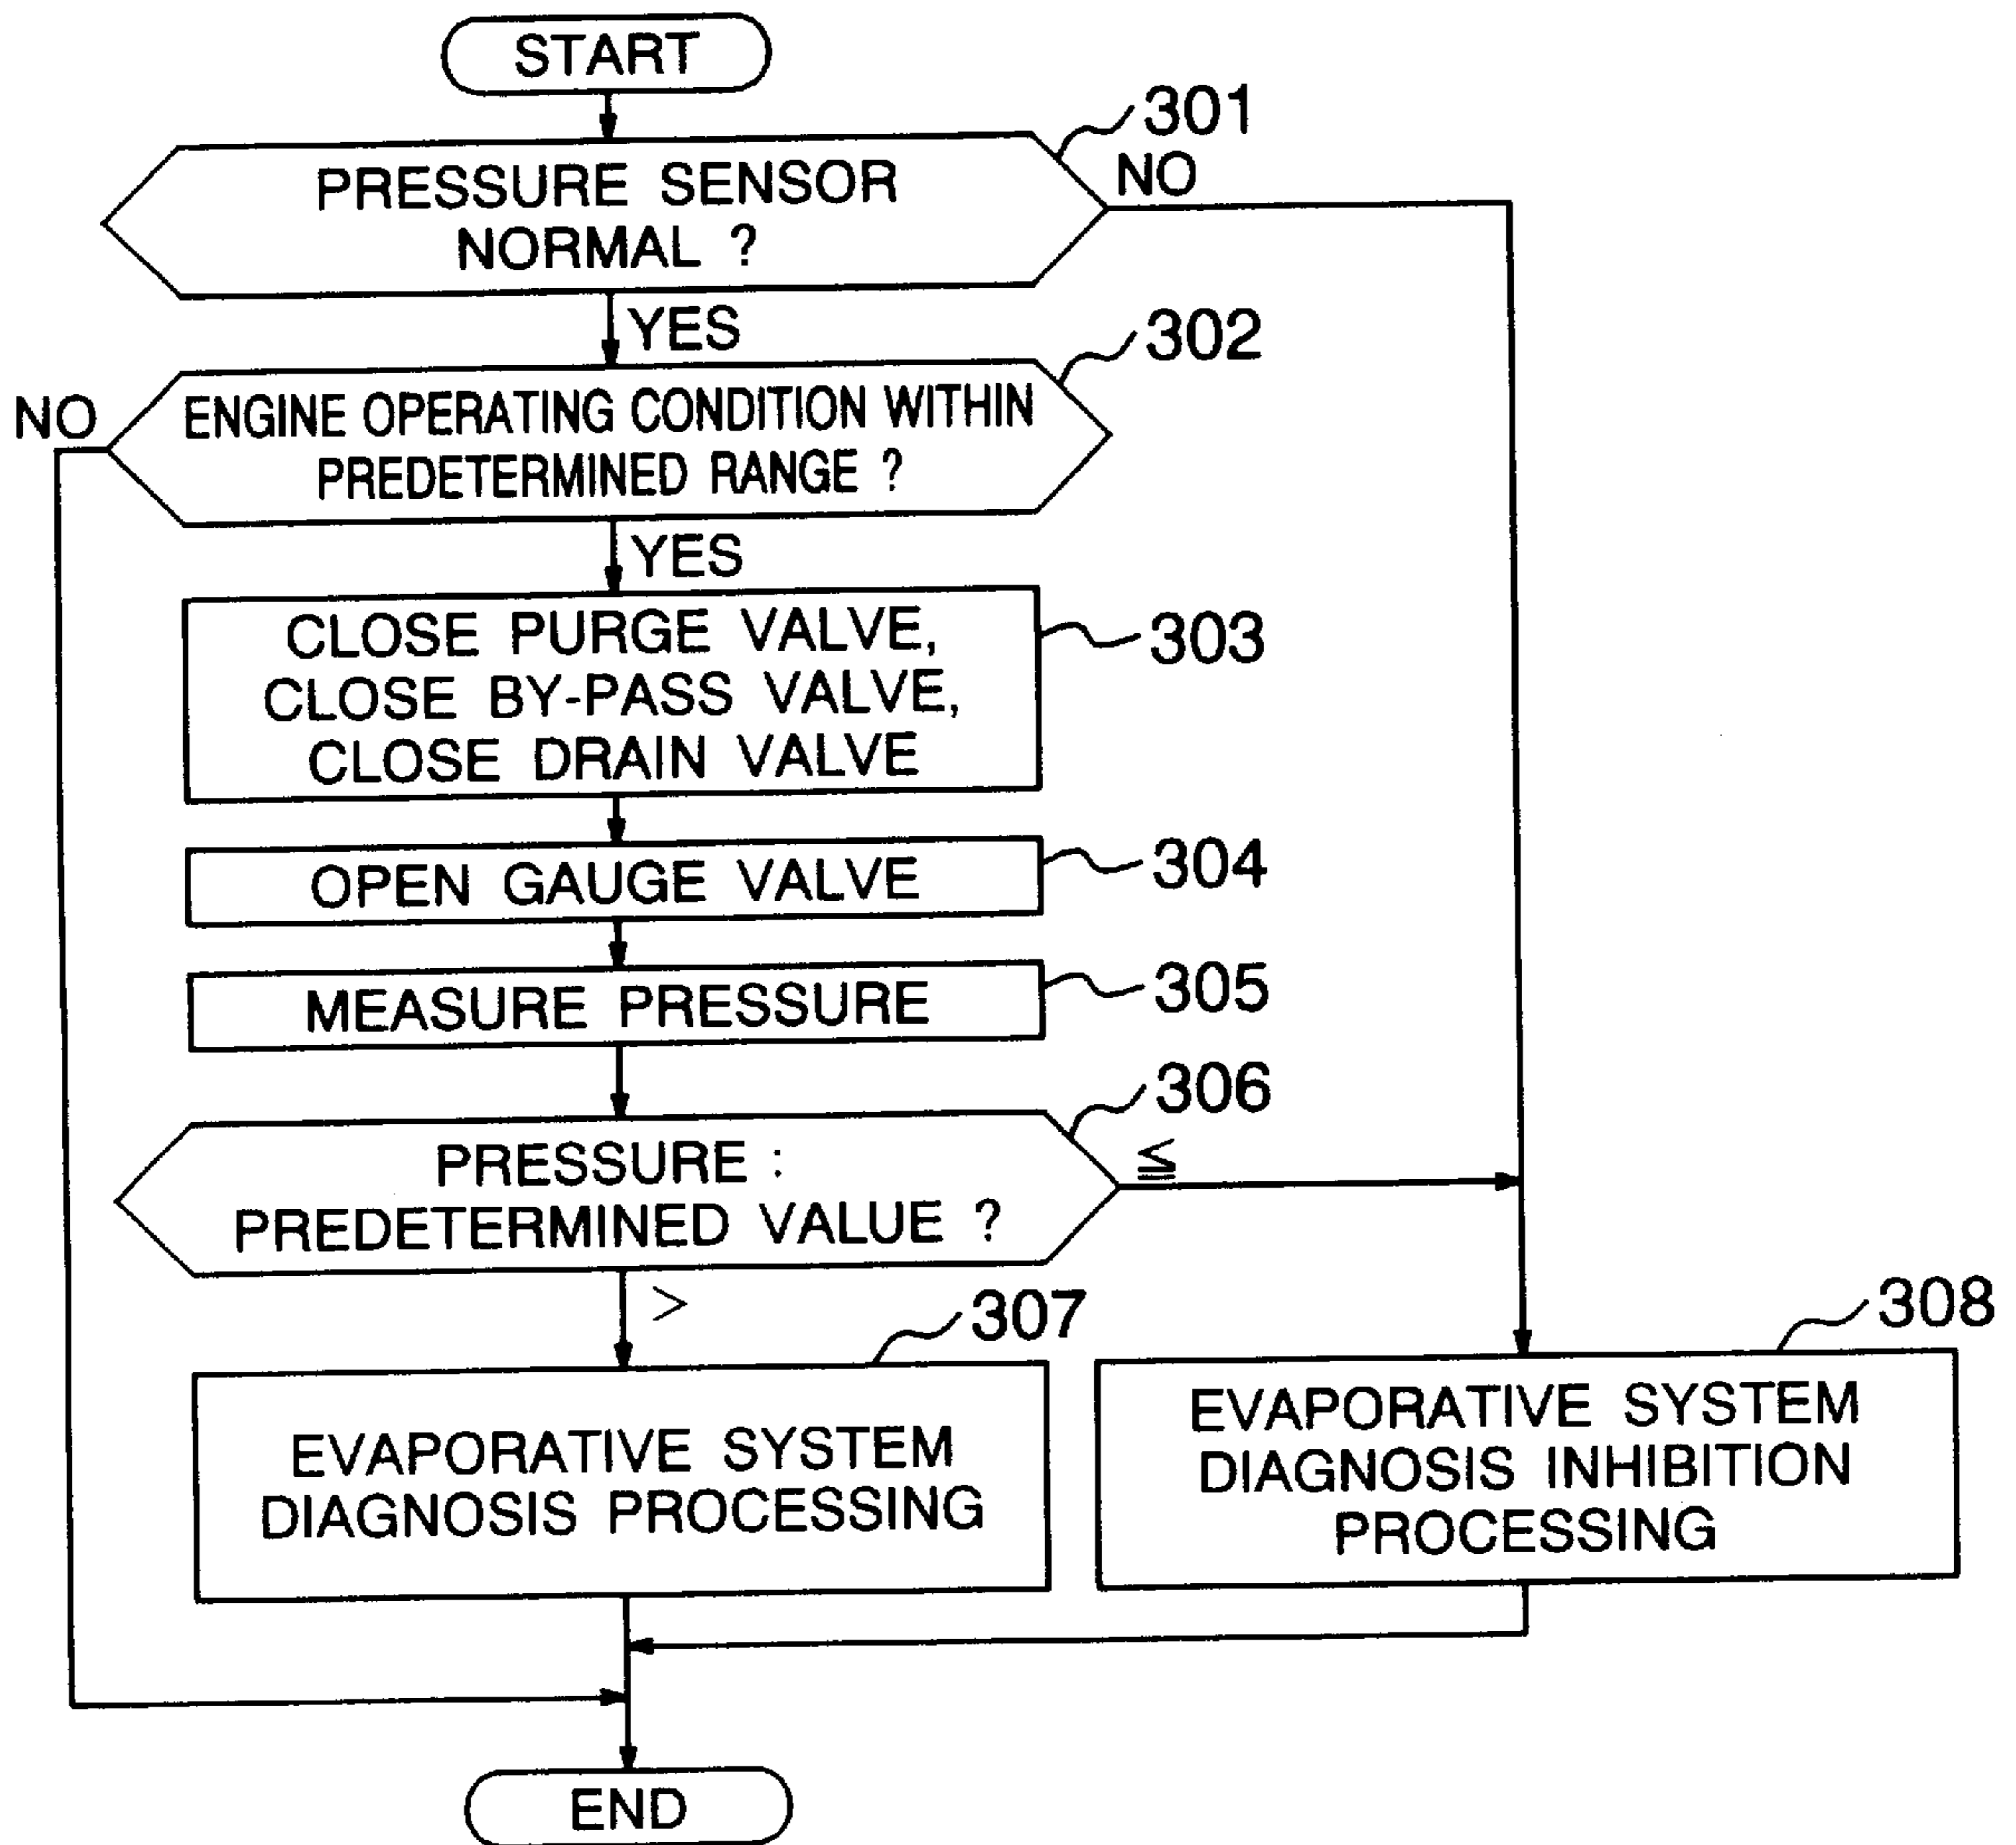 START
301
PRESSURE SENSOR
NORMAL ?
NO
YES
302
NO
ENGINE OPERATING CONDITION WITHIN
PREDETERMINED RANGE ?
YES
303
CLOSE PURGE VALVE,
CLOSE BY-PASS VALVE,
CLOSE DRAIN VALVE
304
OPEN GAUGE VALVE
305
MEASURE PRESSURE
306
PRESSURE :
PREDETERMINED VALUE ?
≦
>
307
EVAPORATIVE SYSTEM
DIAGNOSIS PROCESSING
308
EVAPORATIVE SYSTEM
DIAGNOSIS INHIBITION
PROCESSING
END